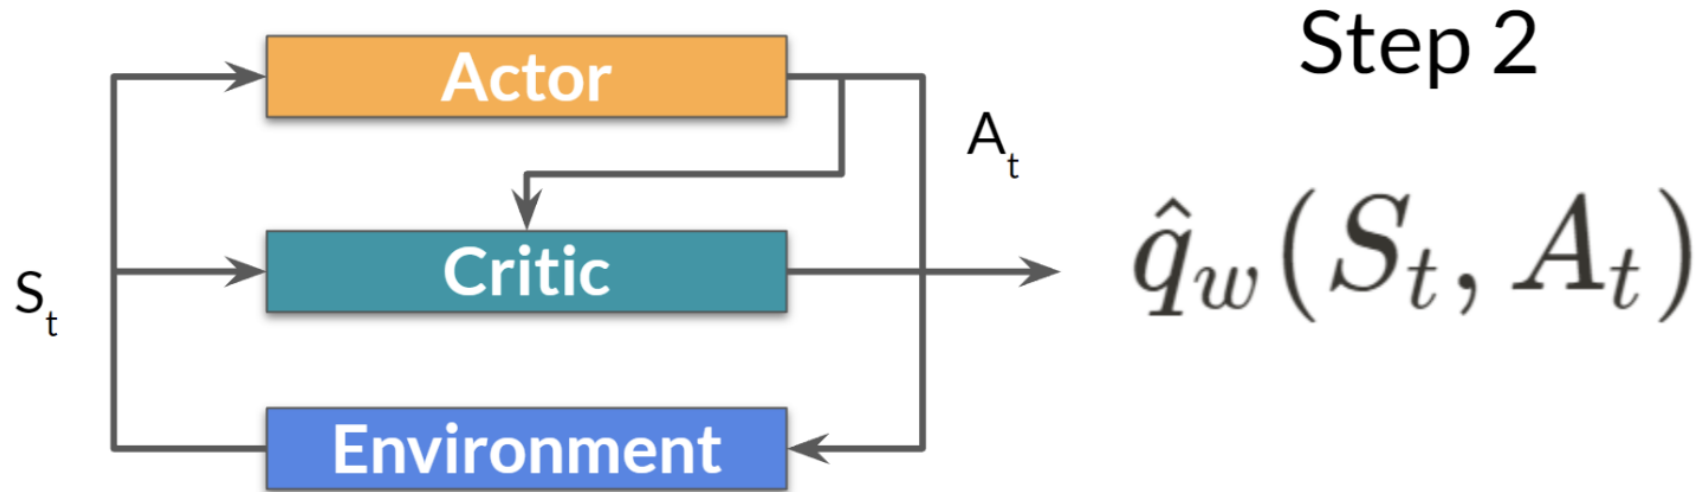 Step 2
Actor
A_t
Critic
S_t
q̂_w(S_t, A_t)
Environment